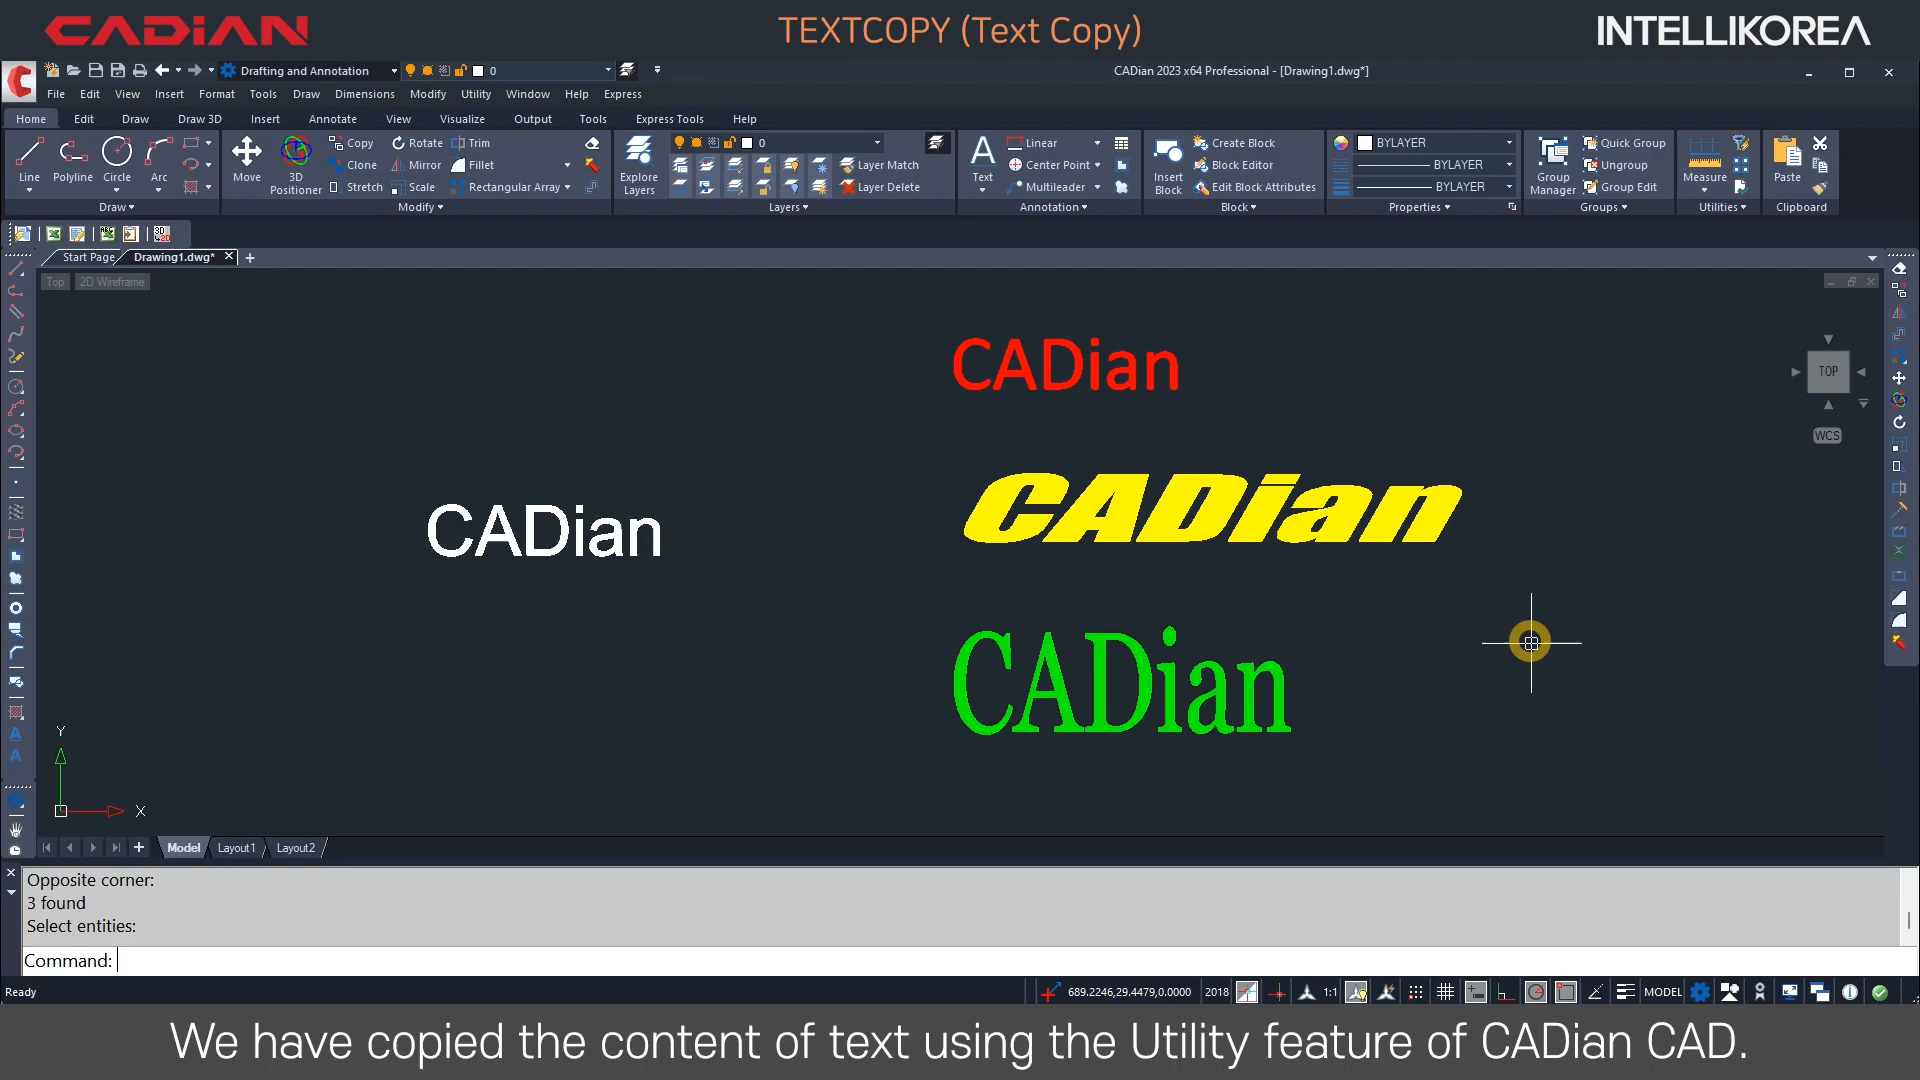 CADiAN
TEXTCOPY (Text Copy)
INTELLIKOREA
Drafting and Annotation
0
CADian 2023 x64 Professional - [Drawing1.dwg*]
File Edit View Insert Format Tools Draw Dimensions Modify Utility Window Help Express
Home Edit Draw Draw 3D Insert Annotate View Visualize Output Tools Express Tools Help
Line Polyline Circle Arc
Draw
Move 3D Positioner
Copy Rotate Trim
Clone Mirror Fillet
Stretch Scale Rectangular Array
Modify
Explore Layers
0
Layer Match
Layer Delete
Layers
Text
Linear
Center Point
Multileader
Annotation
Insert Block
Create Block
Block Editor
Edit Block Attributes
Block
BYLAYER
BYLAYER
BYLAYER
Properties
Group Manager
Quick Group
Ungroup
Group Edit
Groups
Measure
Utilities
Paste
Clipboard
ABC
3D
2D
Start Page Drawing1.dwg*
Top 2D Wireframe
CADian
TOP
WCS
CADian
CADian
CADian
Y
X
Model Layout1 Layout2
Opposite corner:
3 found
Select entities:
Command:
Ready
689.2246,29.4479,0.0000 2018 1:1 MODEL
We have copied the content of text using the Utility feature of CADian CAD.